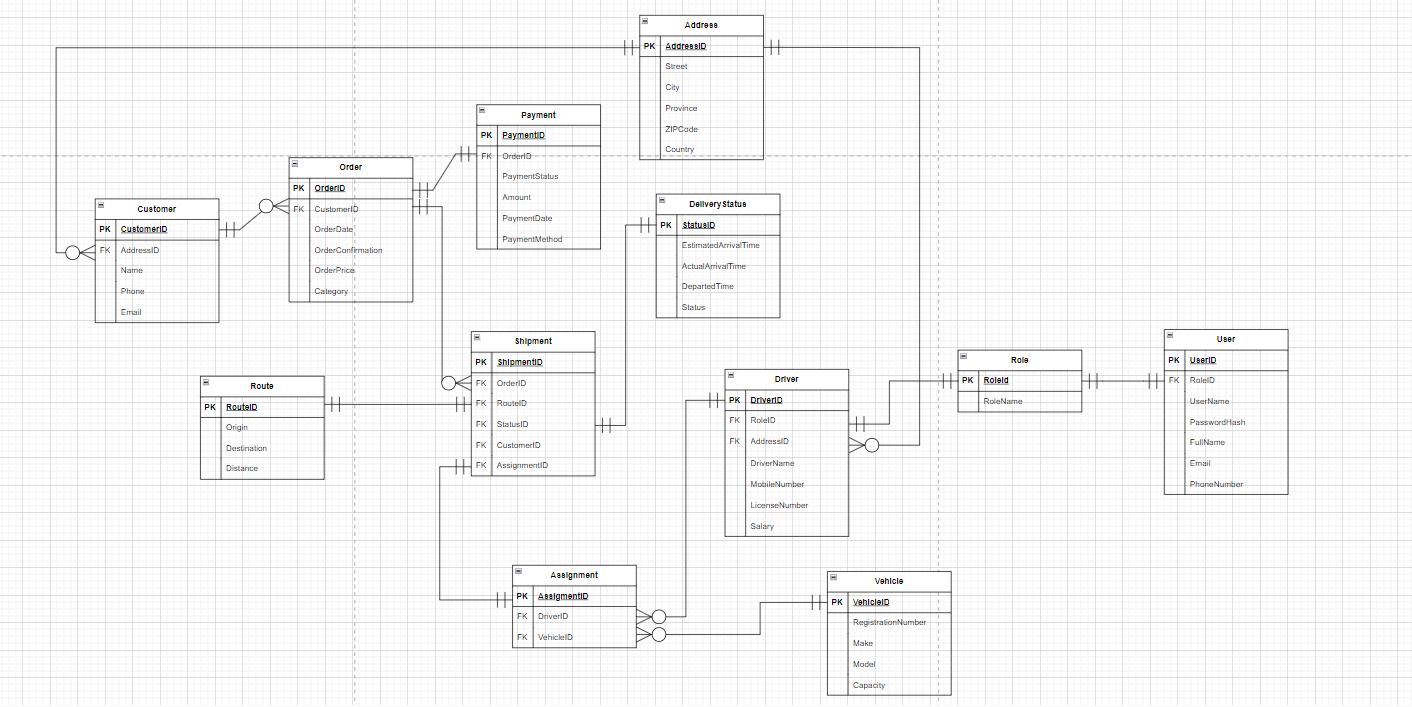 Address
PK AddressID
Street
City
Province
ZIPCode
Country
Payment
PK PaymentID
FK OrderID
PaymentStatus
Amount
PaymentDate
PaymentMethod
Order
PK OrderID
FK CustomerID
OrderDate
OrderConfirmation
OrderPrice
Category
Customer
PK CustomerID
FK AddressID
Name
Phone
Email
DeliveryStatus
PK StatusID
EstimatedArrivalTime
ActualArrivalTime
DepartedTime
Status
Shipment
PK ShipmentID
FK OrderID
FK RouteID
FK StatusID
FK CustomerID
FK AssignmentID
Route
PK RouteID
Origin
Destination
Distance
Driver
PK DriverID
FK RoleID
FK AddressID
DriverName
MobileNumber
LicenseNumber
Salary
Role
PK RoleId
RoleName
User
PK UserID
FK RoleID
UserName
PasswordHash
FullName
Email
PhoneNumber
Assignment
PK AssigmentID
FK DriverID
FK VehicleID
Vehicle
PK VehicleID
RegistrationNumber
Make
Model
Capacity